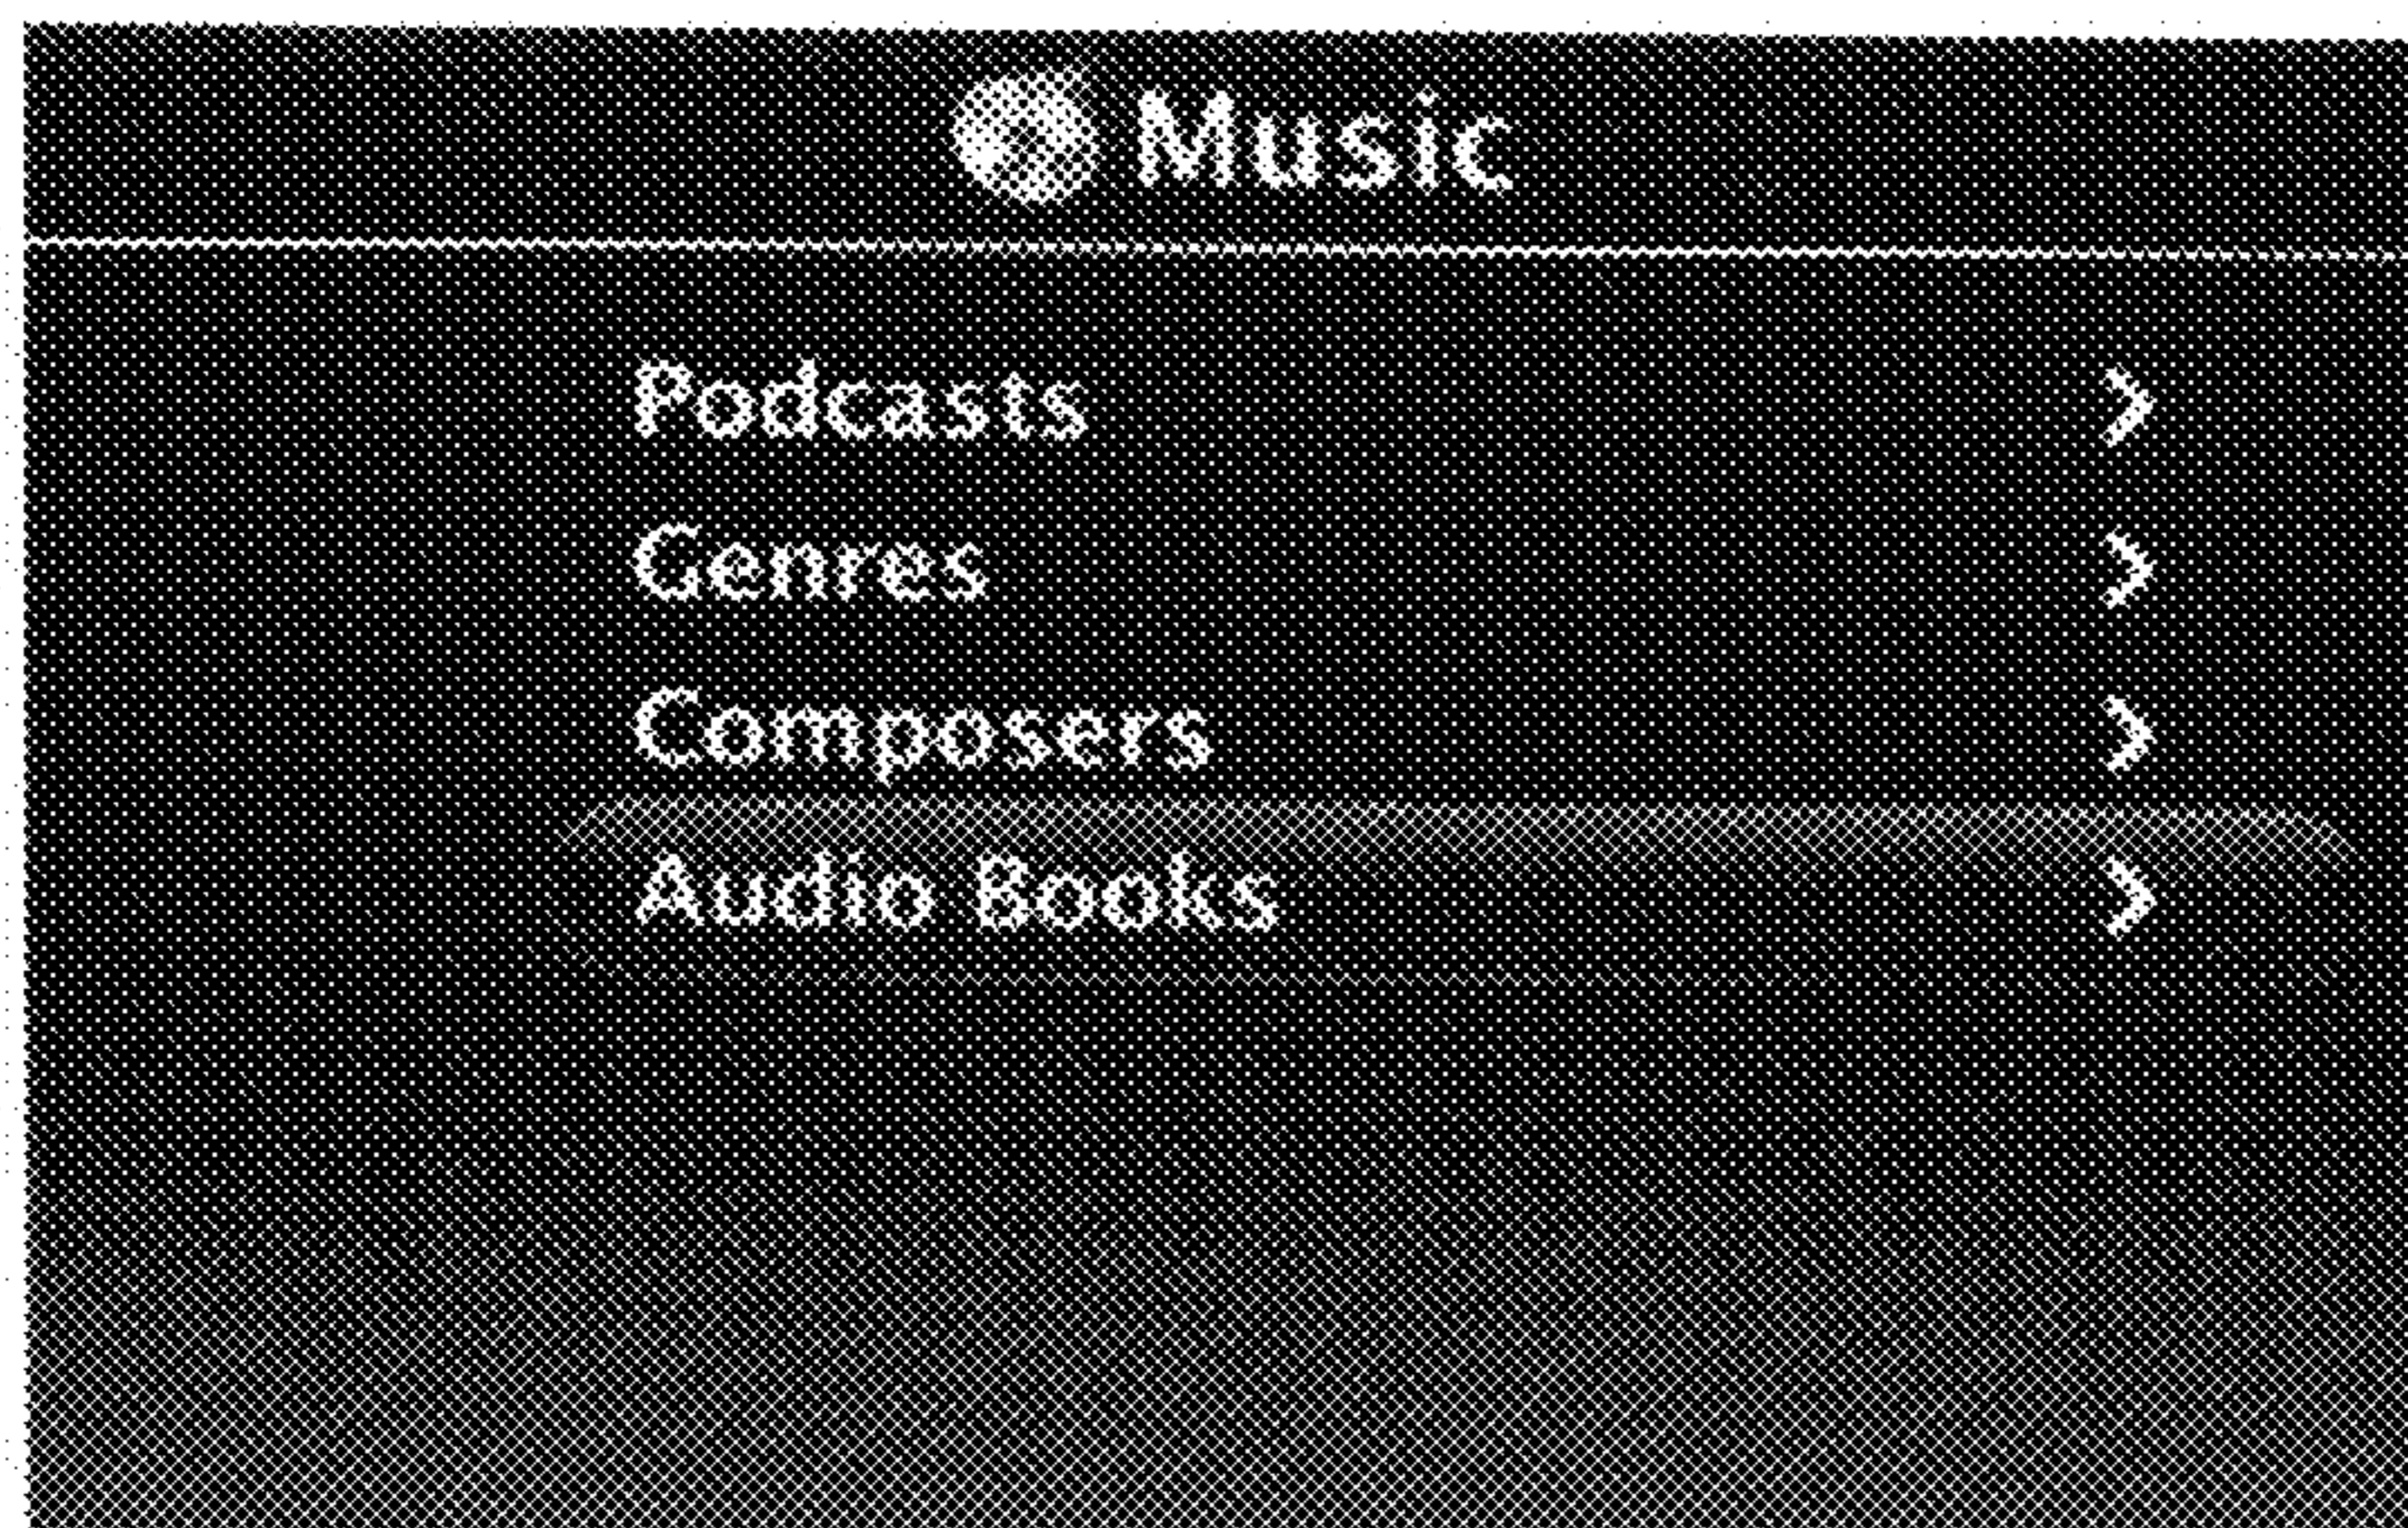 Music
Podcasts >
Genres >
Composers >
Audio Books >